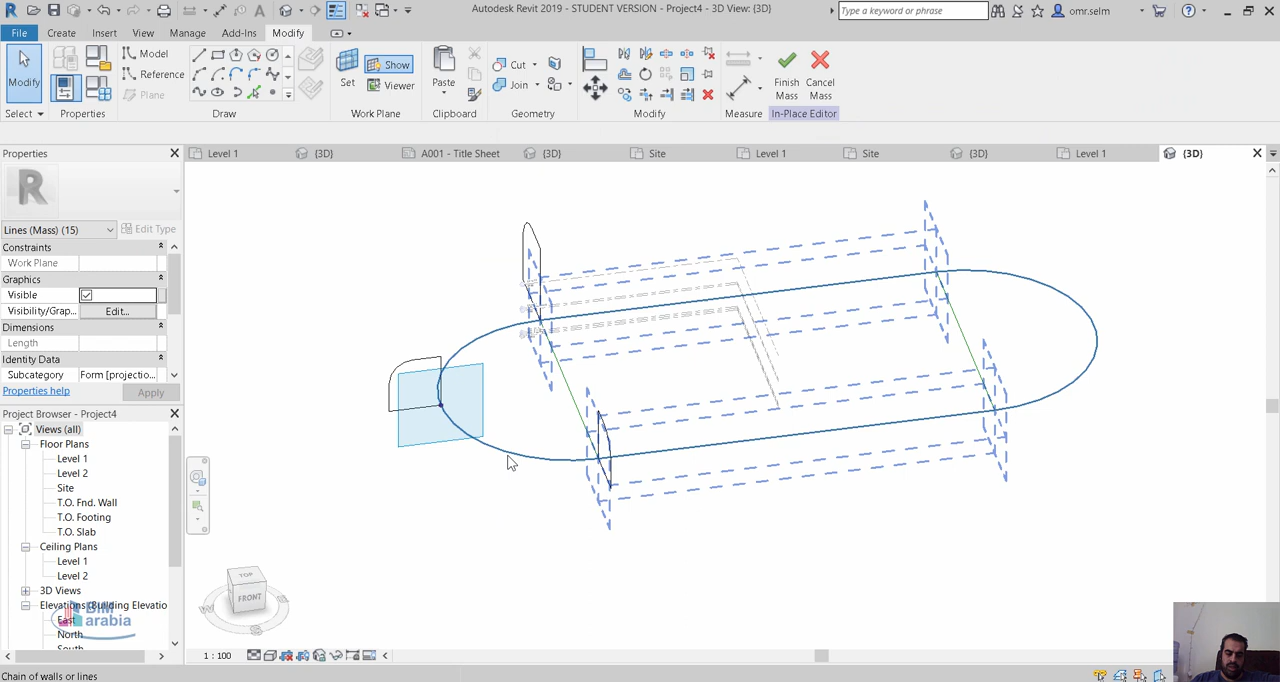 Autodesk Revit 2019 - STUDENT VERSION - Project4 - 3D View: {3D}
Type a keyword or phrase
omr.selm
File Create Insert View Manage Add-Ins Modify
Modify
Model
Reference
Plane
Set
Show
Viewer
Paste
Cut
Join
Finish Mass
Cancel Mass
Select Properties Draw Work Plane Clipboard Geometry Modify Measure In-Place Editor
Properties
Level 1 {3D} A001 - Title Sheet {3D} Site Level 1 Site {3D} Level 1 {3D}
R
Lines (Mass) (15) Edit Type
Constraints
Work Plane
Graphics
Visible
Visibility/Grap... Edit...
Dimensions
Length
Identity Data
Subcategory Form [projectio...
Properties help Apply
Project Browser - Project4
Views (all)
Floor Plans
Level 1
Level 2
Site
T.O. Fnd. Wall
T.O. Footing
T.O. Slab
Ceiling Plans
Level 1
Level 2
3D Views
Elevations (Building Elevatio
East
North
South
BIM arabia
TOP
FRONT
W
S
1 : 100
Chain of walls or lines